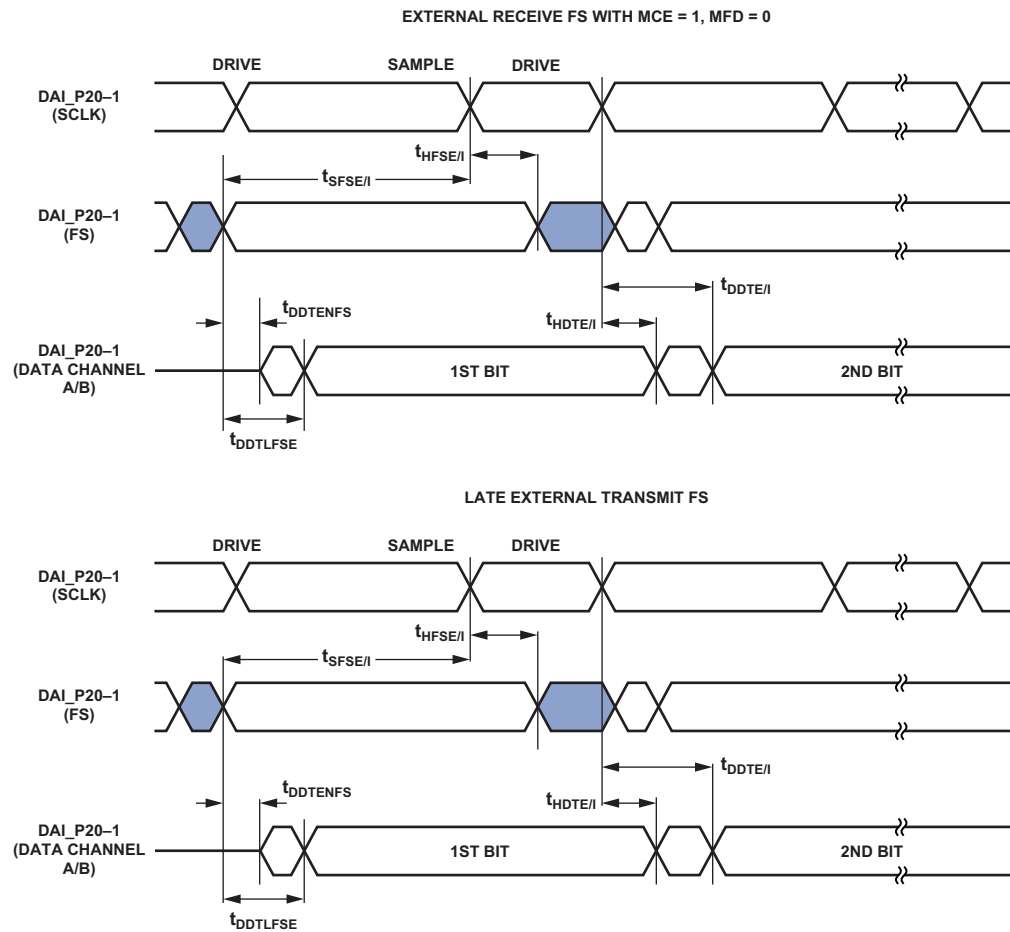 EXTERNAL RECEIVE FS WITH MCE = 1, MFD = 0
DRIVE SAMPLE DRIVE
DAI_P20–1
(SCLK)
tHFSE/I
tSFSE/I
DAI_P20–1
(FS)
tDDTE/I
tDDTENFS
tHDTE/I
DAI_P20–1
(DATA CHANNEL
A/B)
1ST BIT 2ND BIT
tDDTLFSE
LATE EXTERNAL TRANSMIT FS
DRIVE SAMPLE DRIVE
DAI_P20–1
(SCLK)
tHFSE/I
tSFSE/I
DAI_P20–1
(FS)
tDDTE/I
tDDTENFS
tHDTE/I
DAI_P20–1
(DATA CHANNEL
A/B)
1ST BIT 2ND BIT
tDDTLFSE